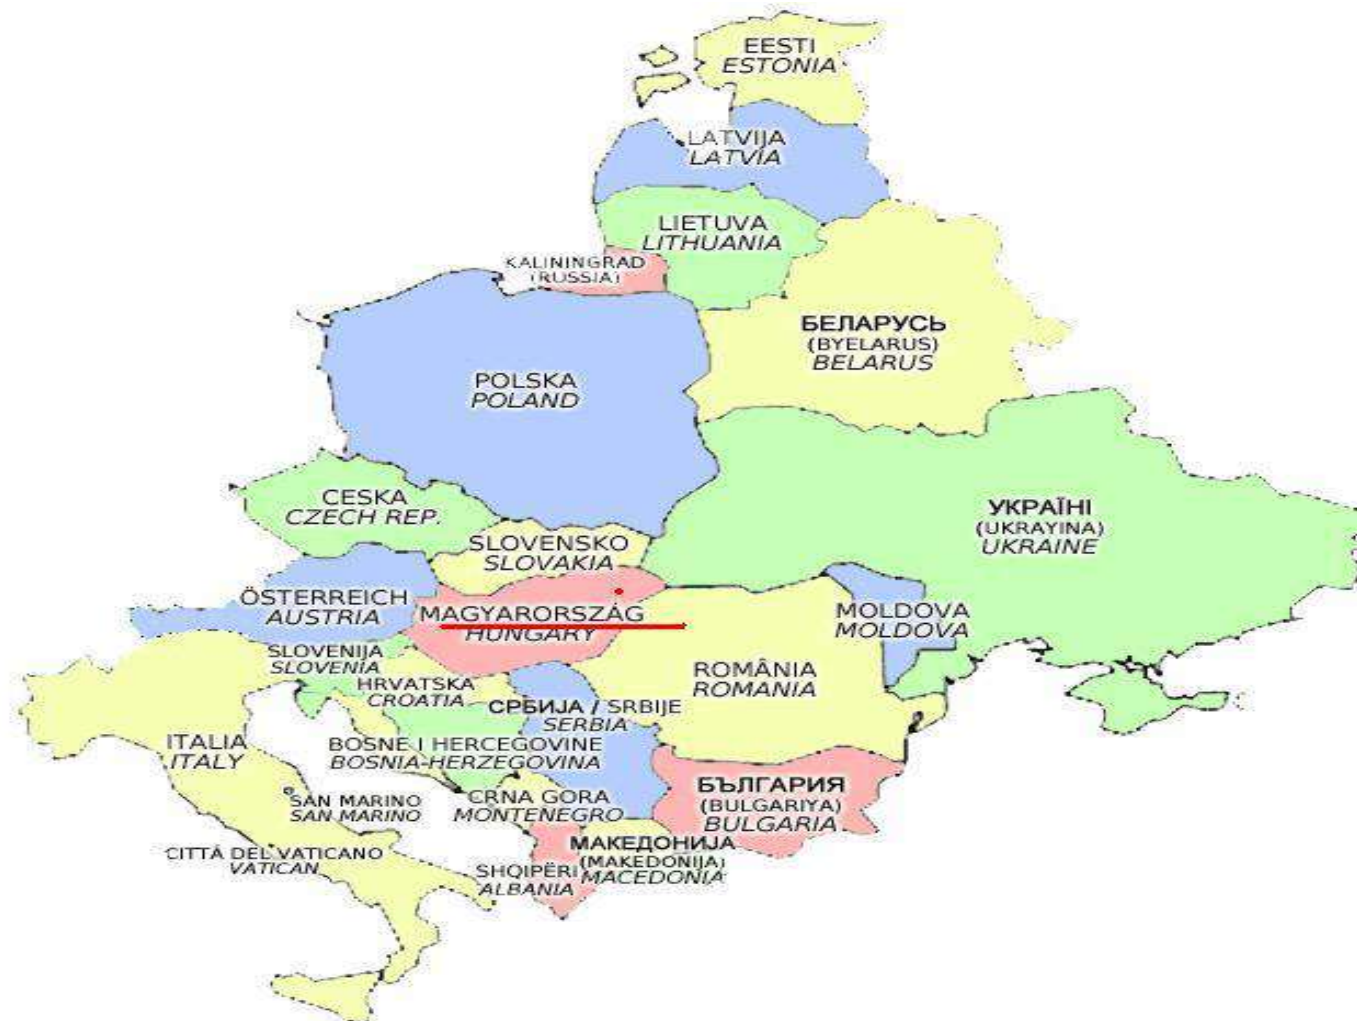 EESTI
ESTONIA
LATVIJA
LATVIA
LIETUVA
LITHUANIA
KALININGRAD
(RUSSIA)
БЕЛАРУСЬ
(BYELARUS)
BELARUS
POLSKA
POLAND
CESKA
CZECH REP.
УКРАЇНІ
(UKRAYINA)
UKRAINE
SLOVENSKO
SLOVAKIA
ÖSTERREICH
AUSTRIA
MAGYARORSZÁG
HUNGARY
MOLDOVA
MOLDOVA
SLOVENIJA
SLOVENIA
HRVATSKA
CROATIA
ROMÂNIA
ROMANIA
СРБИЈА / SRBIJE
SERBIA
ITALIA
ITALY
BOSNE I HERCEGOVINE
BOSNIA-HERZEGOVINA
SAN MARINO
SAN MARINO
CRNA GORA
MONTENEGRO
БЪЛГАРИЯ
(BULGARIYA)
BULGARIA
CITTÁ DEL VATICANO
VATICAN
SHQIPËRI
ALBANIA
МАКЕДОНИЈА
(MAKEDONIJA)
MACEDONIA